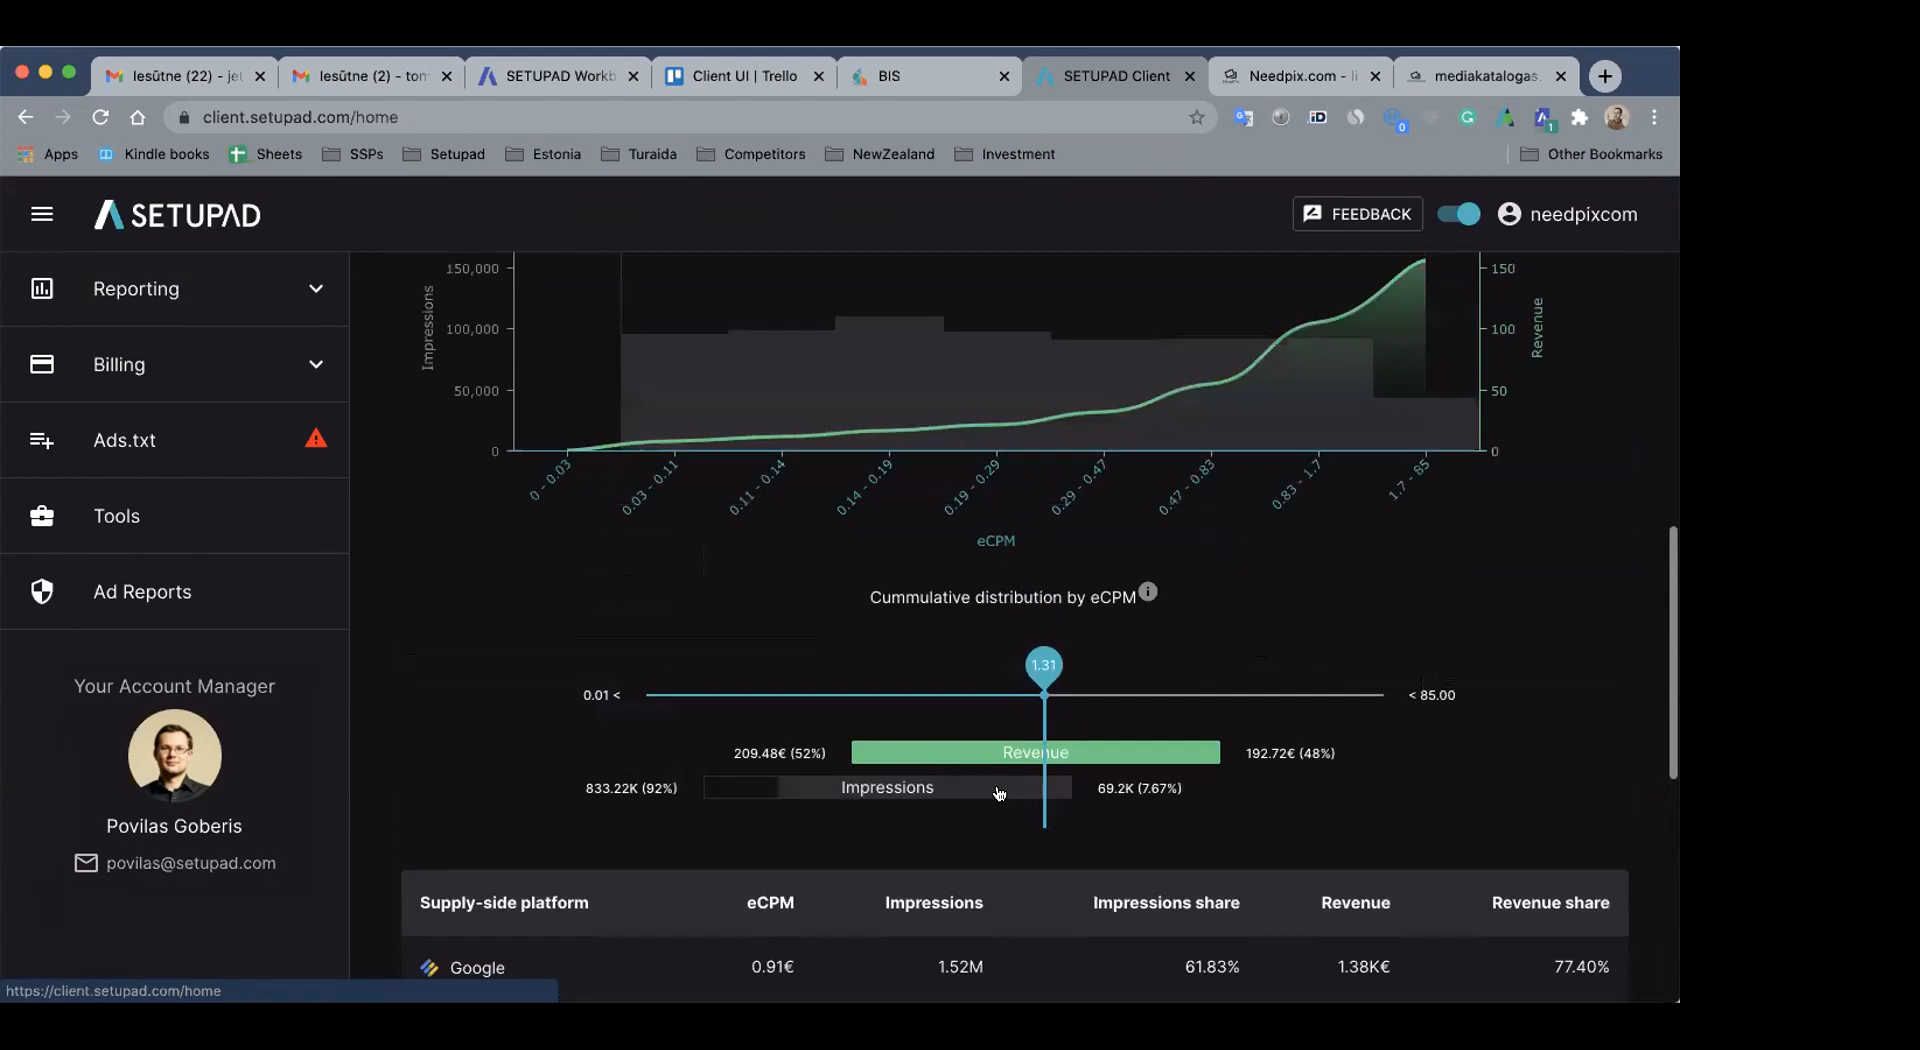 Iesūtne (22) - jet
Iesūtne (2) - tom
SETUPAD Workb
Client UI | Trello
BIS
SETUPAD Client
Needpix.com - li
mediakatalogas.
client.setupad.com/home
0
1
Apps
Kindle books
Sheets
SSPs
Setupad
Estonia
Turaida
Competitors
NewZealand
Investment
Other Bookmarks
SETUPAD
FEEDBACK
needpixcom
Reporting
Billing
Ads.txt
Tools
Ad Reports
Your Account Manager
Povilas Goberis
povilas@setupad.com
Impressions
150,000
100,000
50,000
0
150
100
50
0
Revenue
0 - 0.03
0.03 - 0.11
0.11 - 0.14
0.14 - 0.19
0.19 - 0.29
0.29 - 0.47
0.47 - 0.83
0.83 - 1.7
1.7 - 85
eCPM
Cummulative distribution by eCPM
1.31
0.01 <
< 85.00
209.48€ (52%)
Revenue
192.72€ (48%)
833.22K (92%)
Impressions
69.2K (7.67%)
Supply-side platform eCPM Impressions Impressions share Revenue Revenue share
Google 0.91€ 1.52M 61.83% 1.38K€ 77.40%
https://client.setupad.com/home